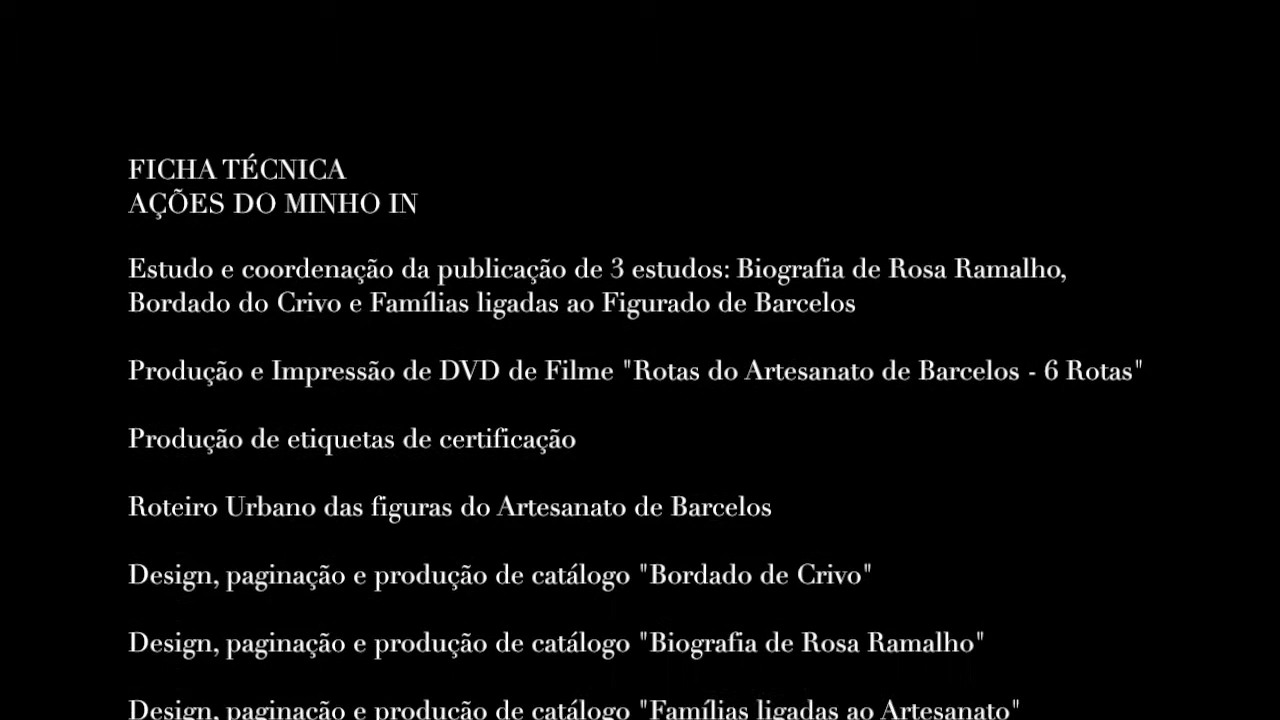 FICHA TÉCNICA
AÇÕES DO MINHO IN
Estudo e coordenação da publicação de 3 estudos: Biografia de Rosa Ramalho,
Bordado do Crivo e Famílias ligadas ao Figurado de Barcelos
Produção e Impressão de DVD de Filme "Rotas do Artesanato de Barcelos - 6 Rotas"
Produção de etiquetas de certificação
Roteiro Urbano das figuras do Artesanato de Barcelos
Design, paginação e produção de catálogo "Bordado de Crivo"
Design, paginação e produção de catálogo "Biografia de Rosa Ramalho"
Design, paginação e produção de catálogo "Famílias ligadas ao Artesanato"